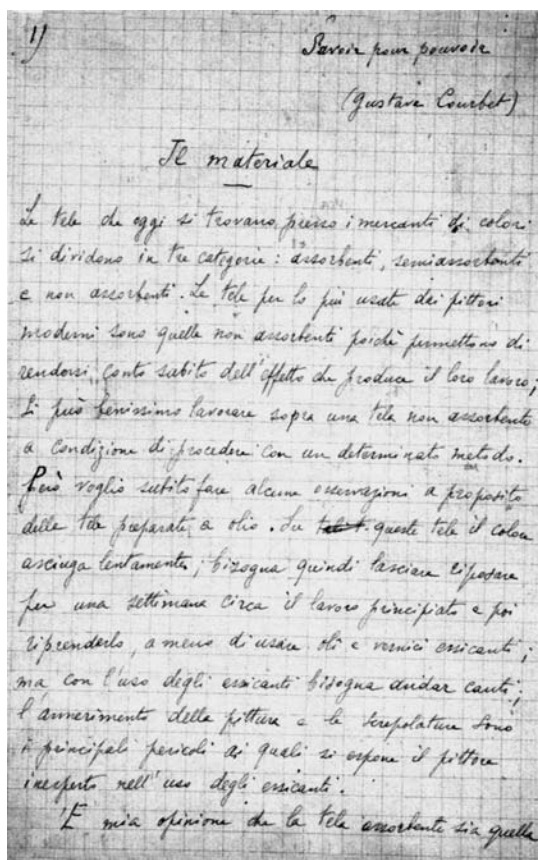 1)
Savoir pour pouvoir
(Gustave Courbet)
Il materiale
Le tele che oggi si trovano presso i mercanti di colori
si dividono in tre categorie: assorbenti, semiassorbenti
e non assorbenti. Le tele per lo più usate dai pittori
moderni sono quelle non assorbenti poichè permettono di
rendersi conto subito dell'effetto che produce il loro lavoro;
Si può benissimo lavorare sopra una tela non assorbente
a condizione di procedere con un determinato metodo.
Però voglio subito fare alcune osservazioni a proposito
delle tele preparate a olio. Su queste tele il colore
asciuga lentamente; bisogna quindi lasciare riposare
per una settimana circa il lavoro principiato e poi
riprenderlo, a meno di usare oli e vernici essicanti;
ma con l'uso degli essicanti bisogna andar cauti;
l'annerimento della pittura e le screpolature sono
i principali pericoli ai quali si espone il pittore
inesperto nell'uso degli essicanti.
E' mia opinione che la tela assorbente sia quella